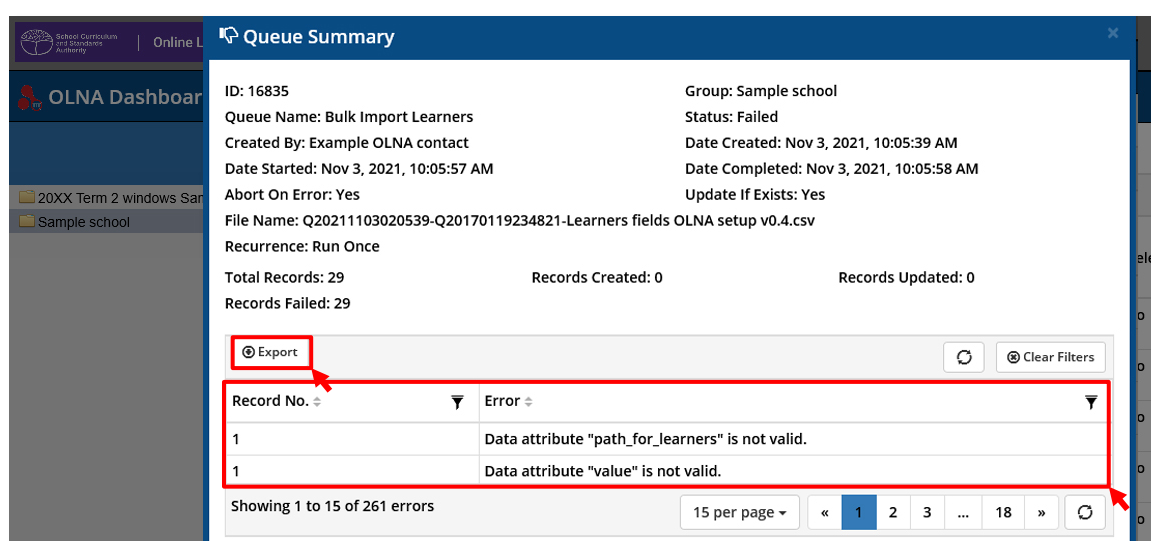 School Curriculum
and Standards
Authority
Online L
Queue Summary
×
OLNA Dashboar
20XX Term 2 windows Sar
Sample school
ID: 16835
Group: Sample school
Queue Name: Bulk Import Learners
Status: Failed
Created By: Example OLNA contact
Date Created: Nov 3, 2021, 10:05:39 AM
Date Started: Nov 3, 2021, 10:05:57 AM
Date Completed: Nov 3, 2021, 10:05:58 AM
Abort On Error: Yes
Update If Exists: Yes
File Name: Q20211103020539-Q20170119234821-Learners fields OLNA setup v0.4.csv
Recurrence: Run Once
Total Records: 29
Records Created: 0
Records Updated: 0
Records Failed: 29
Export
Clear Filters
Record No.
Error
1
Data attribute "path_for_learners" is not valid.
1
Data attribute "value" is not valid.
Showing 1 to 15 of 261 errors
15 per page
« 1 2 3 ... 18 »